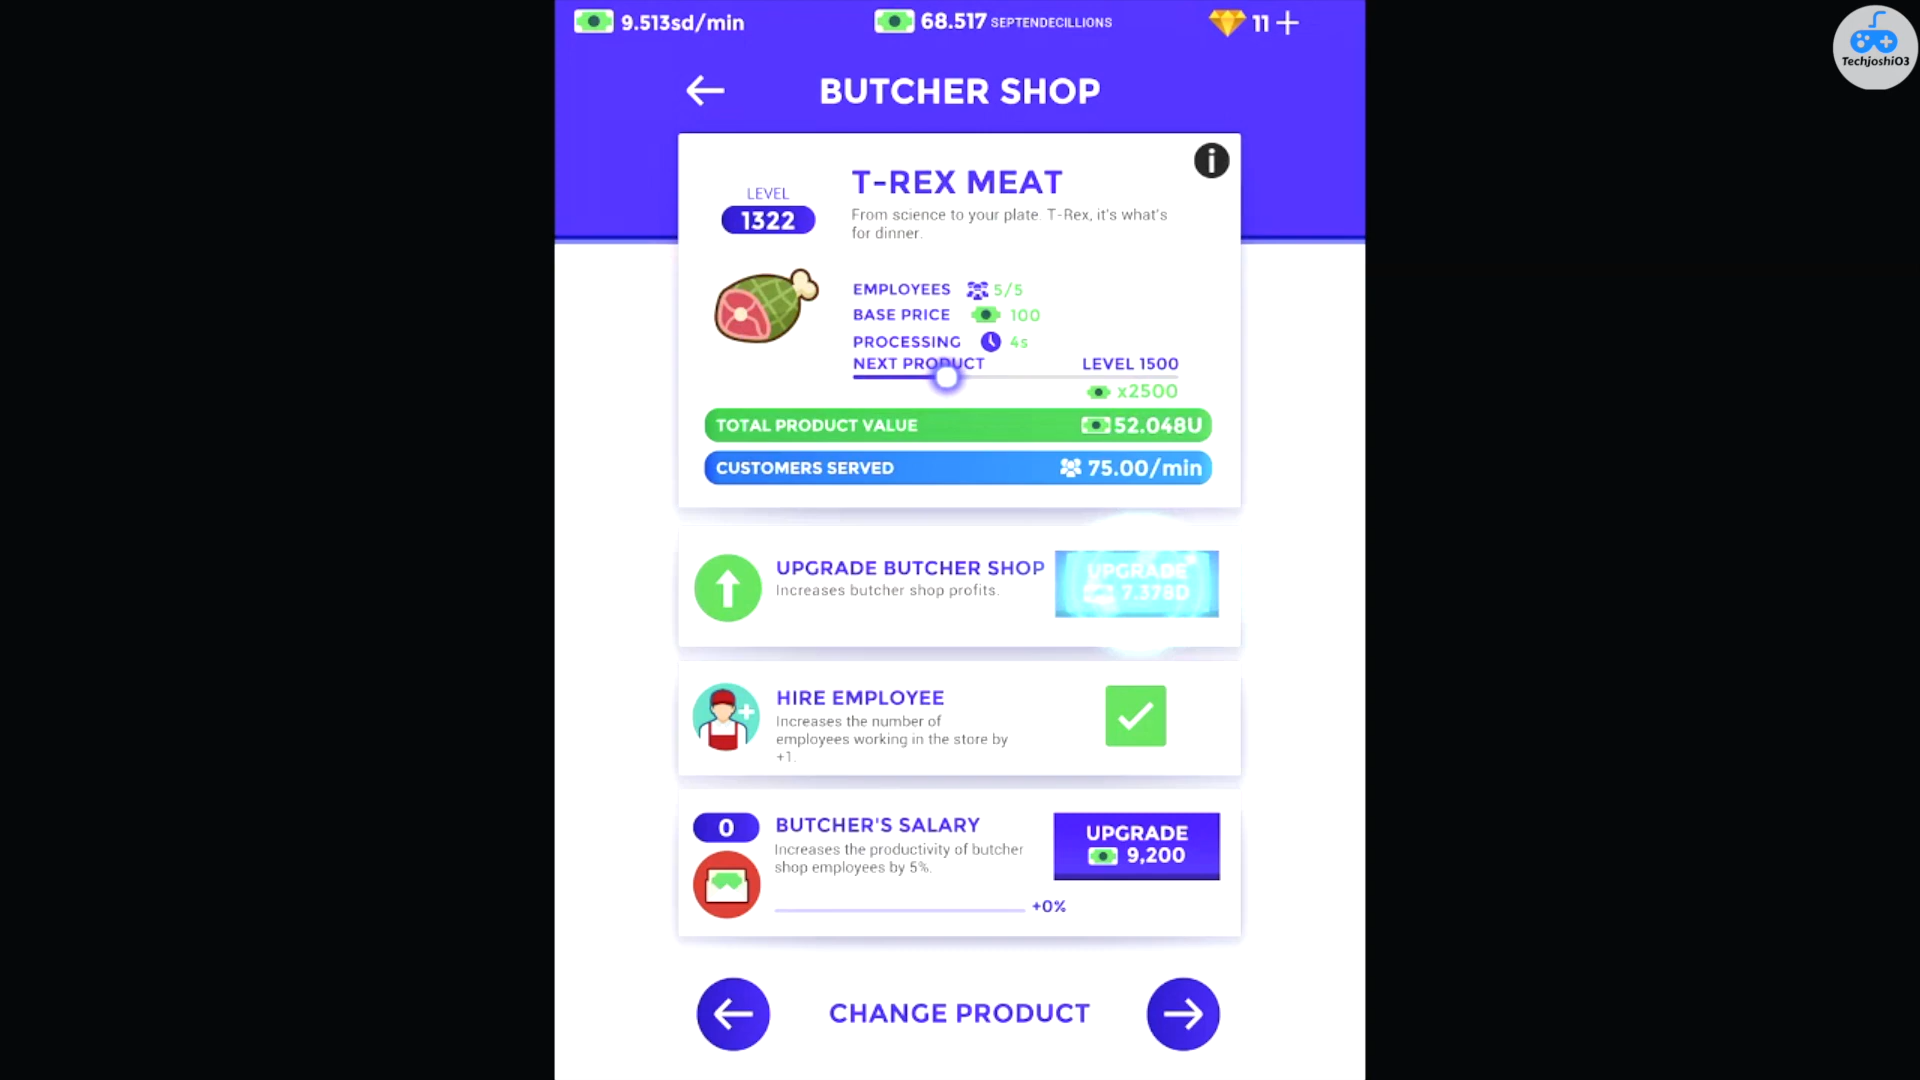 9.513sd/min
68.517 SEPTENDECILLIONS
11
BUTCHER SHOP
TechjoshiO3
LEVEL
1322
T-REX MEAT
From science to your plate. T-Rex, it's what's
for dinner.
EMPLOYEES 5/5
BASE PRICE 100
PROCESSING 4s
NEXT PRODUCT LEVEL 1500
x2500
TOTAL PRODUCT VALUE 52.048U
CUSTOMERS SERVED 75.00/min
UPGRADE BUTCHER SHOP
Increases butcher shop profits.
UPGRADE
7.378D
HIRE EMPLOYEE
Increases the number of
employees working in the store by
+1.
0
BUTCHER'S SALARY
Increases the productivity of butcher
shop employees by 5%.
+0%
UPGRADE
9,200
CHANGE PRODUCT